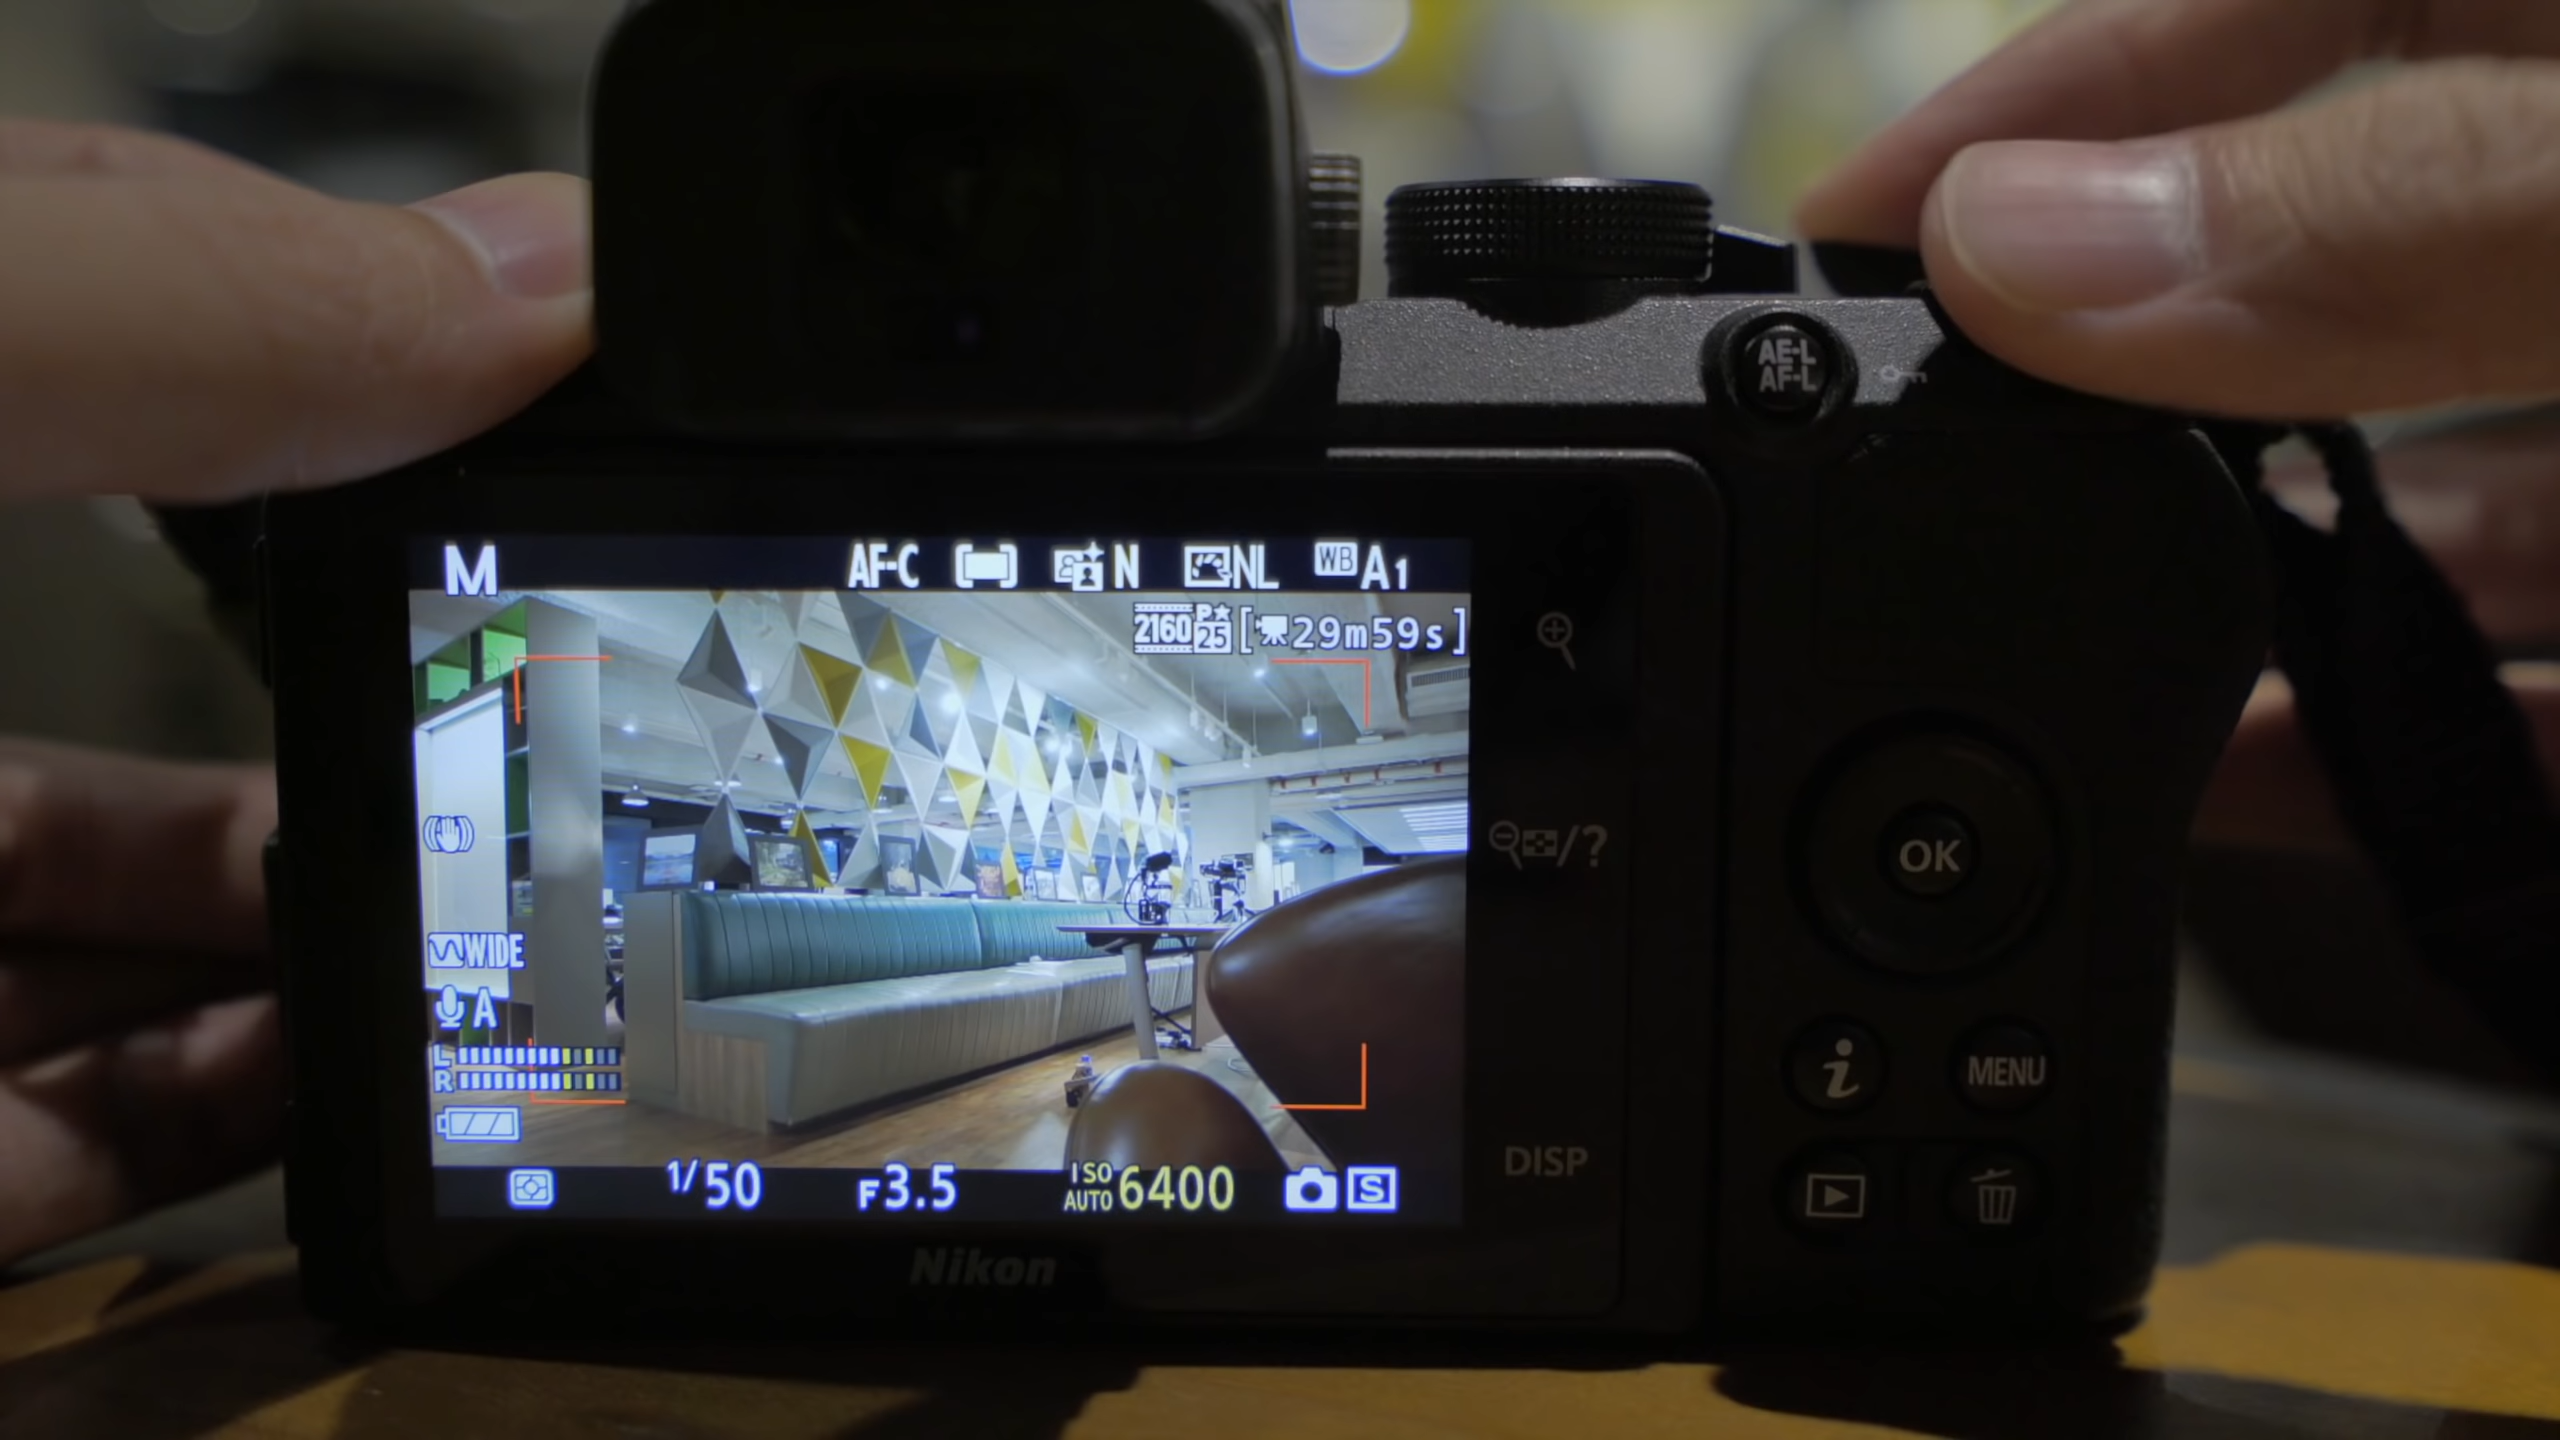 AE-L
AF-L
M AF-C N NL WB A1
2160 P★ 25 [29m59s]
WIDE
A
L
R
1/50 F3.5 ISO AUTO 6400 S
Nikon
/?
DISP
OK
i MENU